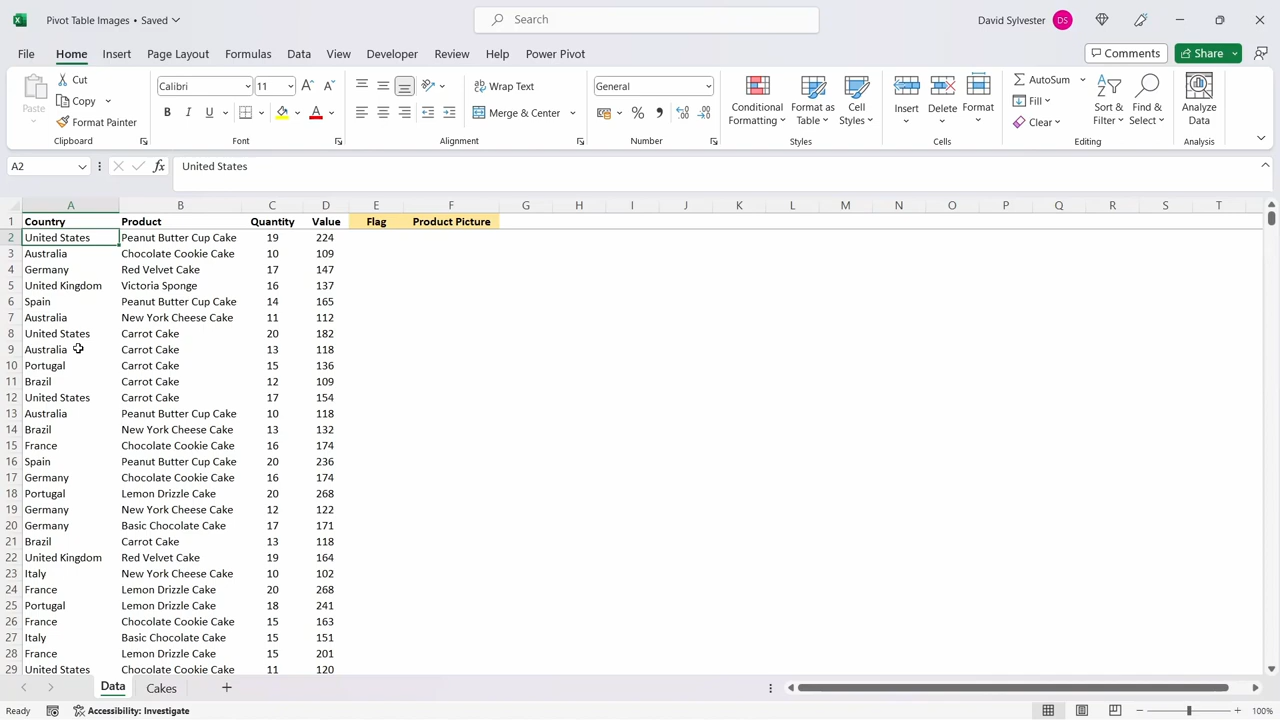 Pivot Table Images • Saved
Search
David Sylvester DS
File Home Insert Page Layout Formulas Data View Developer Review Help Power Pivot Comments Share
Paste
Cut
Copy
Format Painter
Clipboard
Calibri 11
B I U
Font
Wrap Text
Merge & Center
Alignment
General
Number
Conditional Formatting
Format as Table
Cell Styles
Styles
Insert
Delete
Format
Cells
AutoSum
Fill
Clear
Sort & Filter
Find & Select
Editing
Analyze Data
Analysis
A2 fx United States
A B C D E F G H I J K L M N O P Q R S T
1 Country Product Quantity Value Flag Product Picture
2 United States Peanut Butter Cup Cake 19 224
3 Australia Chocolate Cookie Cake 10 109
4 Germany Red Velvet Cake 17 147
5 United Kingdom Victoria Sponge 16 137
6 Spain Peanut Butter Cup Cake 14 165
7 Australia New York Cheese Cake 11 112
8 United States Carrot Cake 20 182
9 Australia Carrot Cake 13 118
10 Portugal Carrot Cake 15 136
11 Brazil Carrot Cake 12 109
12 United States Carrot Cake 17 154
13 Australia Peanut Butter Cup Cake 10 118
14 Brazil New York Cheese Cake 13 132
15 France Chocolate Cookie Cake 16 174
16 Spain Peanut Butter Cup Cake 20 236
17 Germany Chocolate Cookie Cake 16 174
18 Portugal Lemon Drizzle Cake 20 268
19 Germany New York Cheese Cake 12 122
20 Germany Basic Chocolate Cake 17 171
21 Brazil Carrot Cake 13 118
22 United Kingdom Red Velvet Cake 19 164
23 Italy New York Cheese Cake 10 102
24 France Lemon Drizzle Cake 20 268
25 Portugal Lemon Drizzle Cake 18 241
26 France Chocolate Cookie Cake 15 163
27 Italy Basic Chocolate Cake 15 151
28 France Lemon Drizzle Cake 15 201
29 United States Chocolate Cookie Cake 11 120
Data Cakes
Ready Accessibility: Investigate 100%